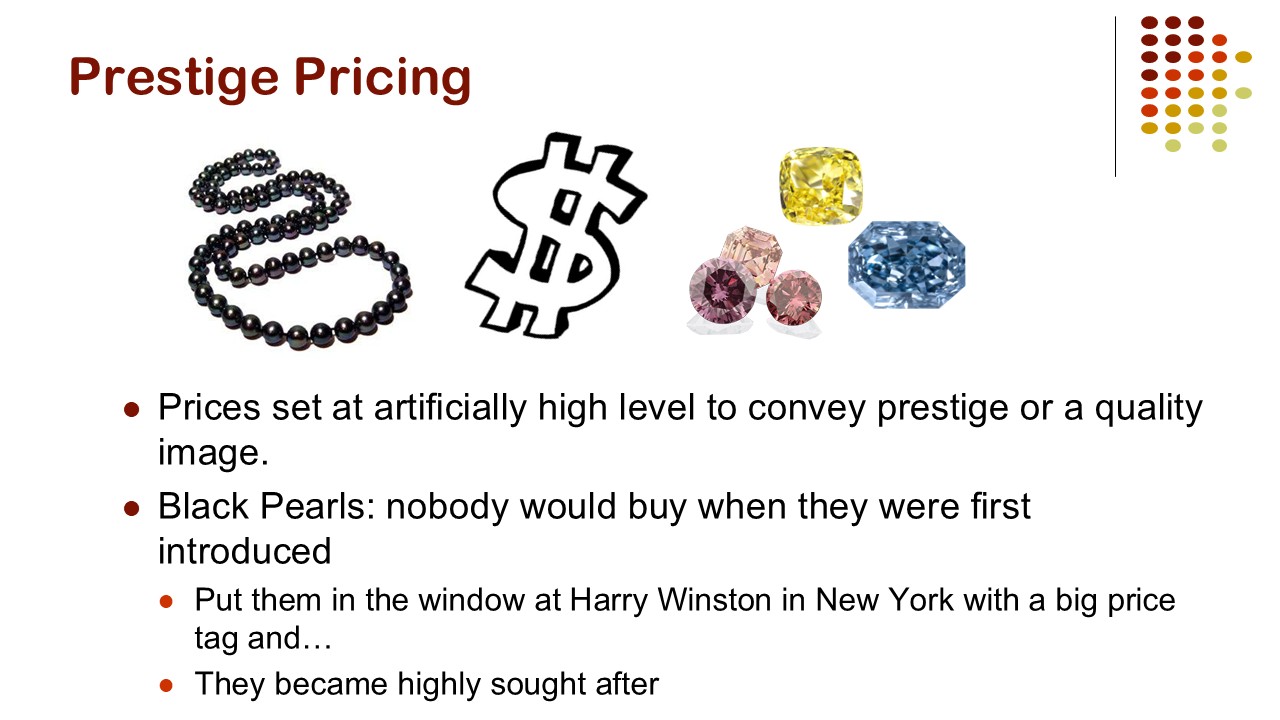 Prestige Pricing
$
● Prices set at artificially high level to convey prestige or a quality
image.
● Black Pearls: nobody would buy when they were first
introduced
● Put them in the window at Harry Winston in New York with a big price
tag and…
● They became highly sought after